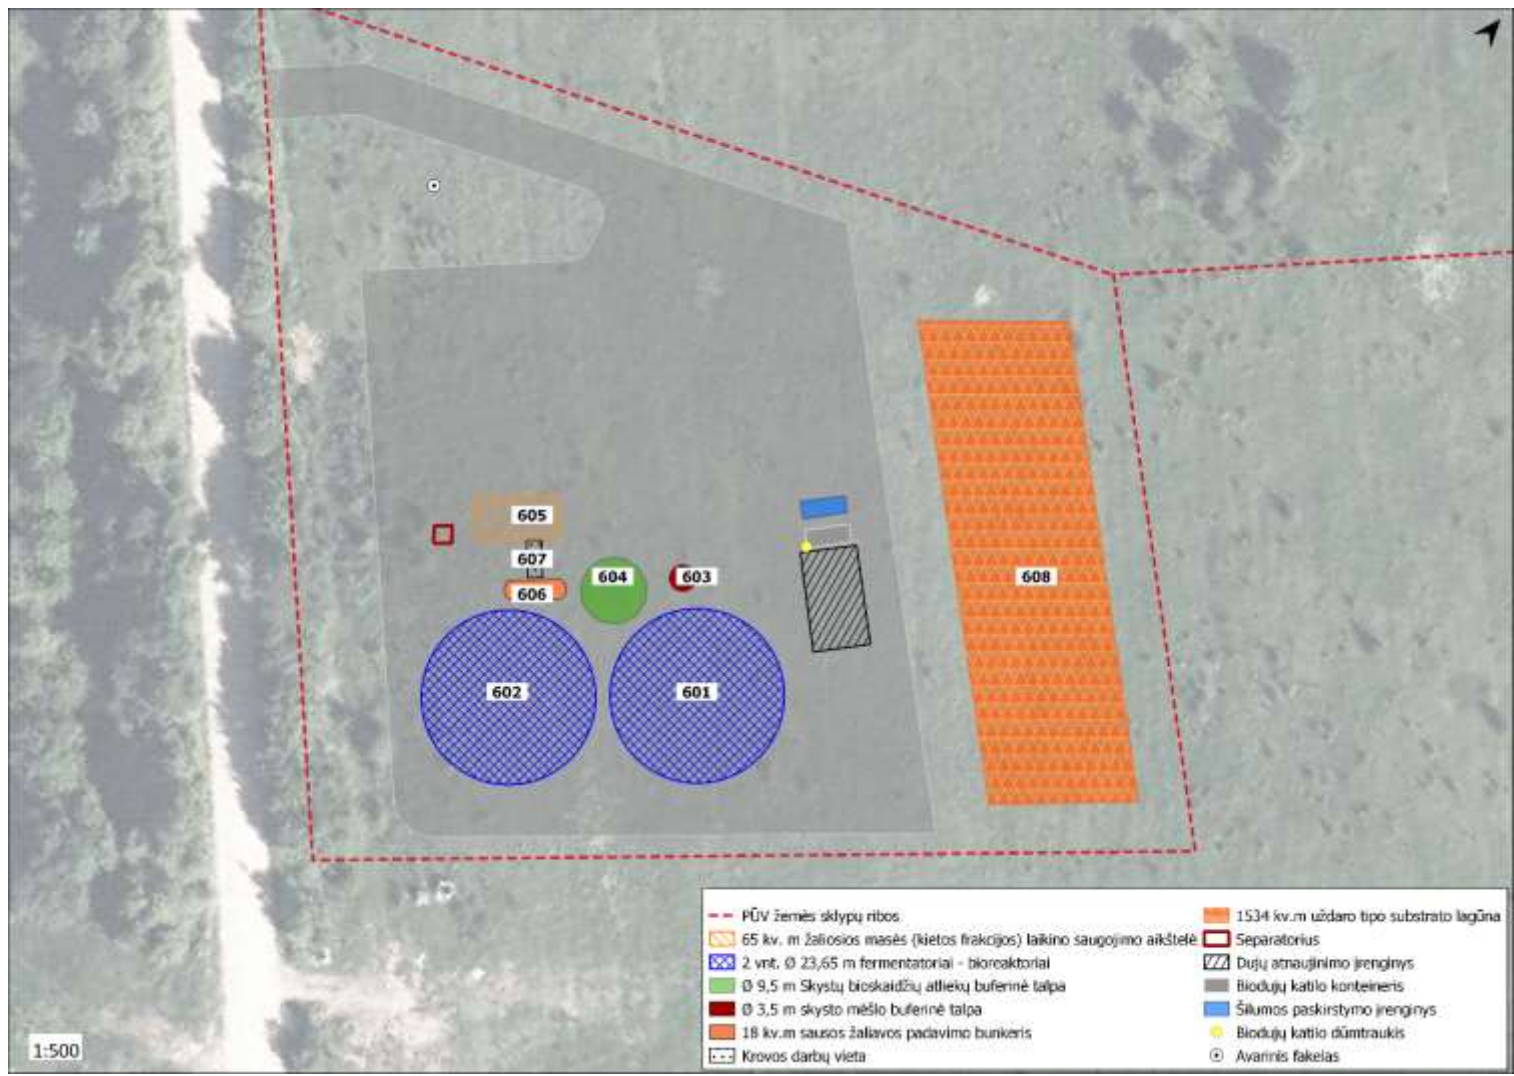 605
607
604
603
606
608
602
601
PŪV žemės sklypų ribos
65 kv. m žaliosios masės (kietos frakcijos) laikino saugojimo aikštelė
2 vnt. Ø 23,65 m fermentatoriai - bioreaktoriai
Ø 9,5 m Skystų bioskaidžių atliekų buferinė talpa
Ø 3,5 m skysto mėšlo buferinė talpa
18 kv.m sausos žaliavos padavimo bunkeris
Krovos darbų vieta
1534 kv.m uždaro tipo substrato lagūna
Separatorius
Dujų atnaujinimo įrenginys
Biodujų katilo konteineris
Šilumos paskirstymo įrenginys
Biodujų katilo dūmtraukis
Avarinis fakelas
1:500